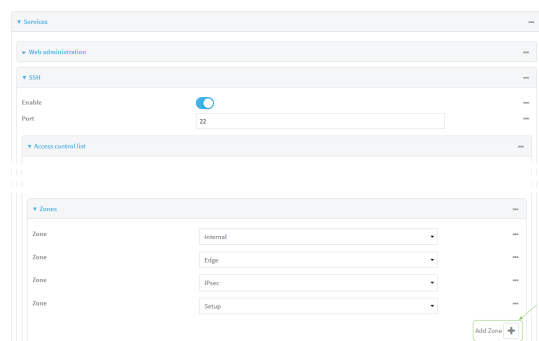 ▼ Services
▸ Web administration
▼ SSH
Enable
Port 22
▼ Access control list
▼ Zones
Zone Internal
Zone Edge
Zone IPsec
Zone Setup
Add Zone +